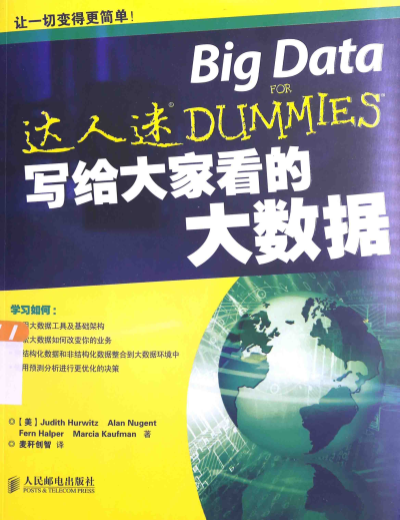 让一切变得更简单!
Big Data
FOR
达人迷® DUMMIES™
写给大家看的
大数据
学习如何:
大数据工具及基础架构
大数据如何改变你的业务
结构化数据和非结构化数据整合到大数据环境中
用预测分析进行更优化的决策
【美】Judith Hurwitz Alan Nugent
Fern Halper Marcia Kaufman 著
麦秆创智 译
人民邮电出版社
POSTS & TELECOM PRESS